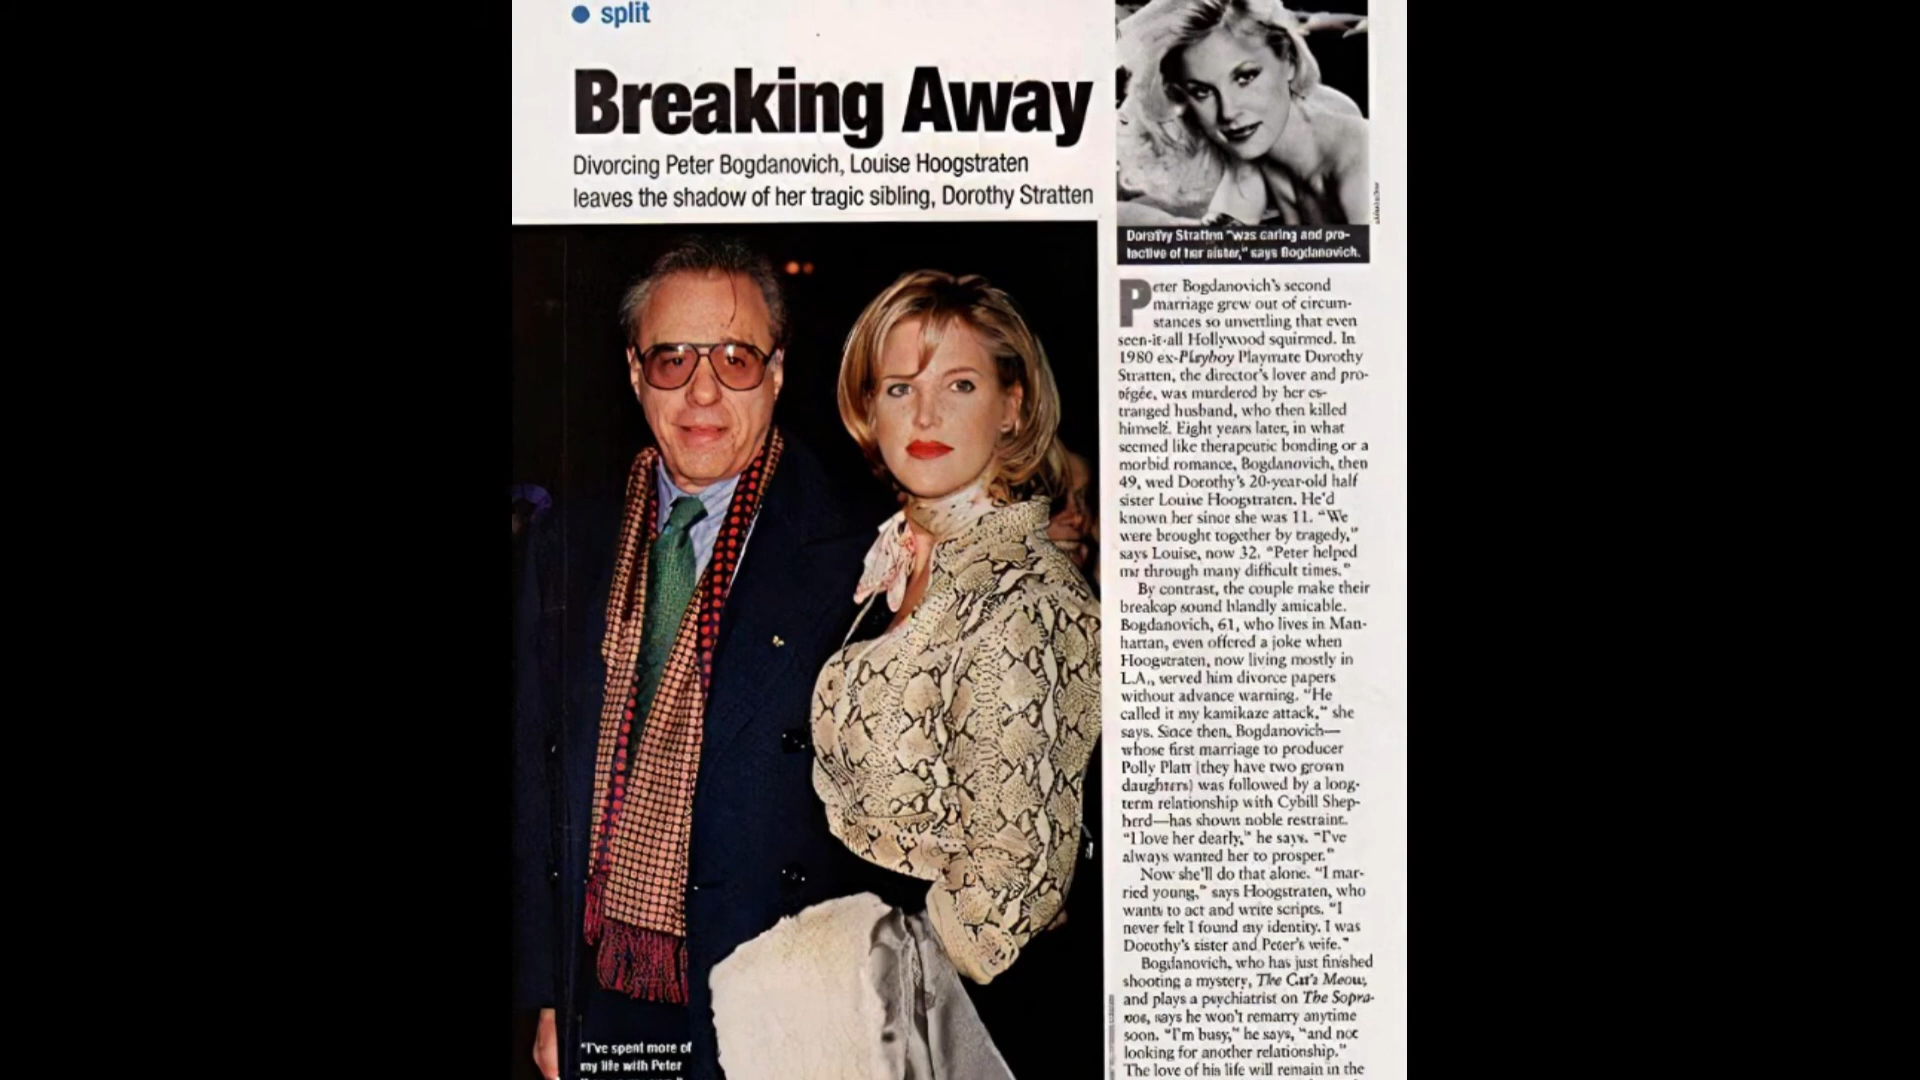 split
Breaking Away
Divorcing Peter Bogdanovich, Louise Hoogstraten
leaves the shadow of her tragic sibling, Dorothy Stratten
Dorothy Stratten "was caring and pro-
tective of her sister," says Bogdanovich.
Peter Bogdanovich's second
marriage grew out of circum-
stances so unsettling that even
seen-it-all Hollywood squirmed. In
1980 ex-Playboy Playmate Dorothy
Stratten, the director's lover and pro-
tégée, was murdered by her es-
tranged husband, who then killed
himself. Eight years later, in what
seemed like therapeutic bonding or a
morbid romance, Bogdanovich, then
49, wed Dorothy's 20-year-old half
sister Louise Hoogstraten. He'd
known her since she was 11. "We
were brought together by tragedy,"
says Louise, now 32. "Peter helped
me through many difficult times."
By contrast, the couple make their
breakup sound blandly amicable.
Bogdanovich, 61, who lives in Man-
hattan, even offered a joke when
Hoogstraten, now living mostly in
L.A., served him divorce papers
without advance warning. "He
called it my kamikaze attack," she
says. Since then, Bogdanovich—
whose first marriage to producer
Polly Platt (they have two grown
daughters) was followed by a long-
term relationship with Cybill Shep-
herd—has shown noble restraint.
"I love her dearly," he says. "I've
always wanted her to prosper."
Now she'll do that alone. "I mar-
ried young," says Hoogstraten, who
wants to act and write scripts. "I
never felt I found my identity. I was
Dorothy's sister and Peter's wife."
Bogdanovich, who has just finished
shooting a mystery, The Cat's Meow,
and plays a psychiatrist on The Sopra-
nos, says he won't remarry anytime
soon. "I'm busy," he says, "and not
looking for another relationship."
The love of his life will remain in the
"I've spent more of
my life with Peter